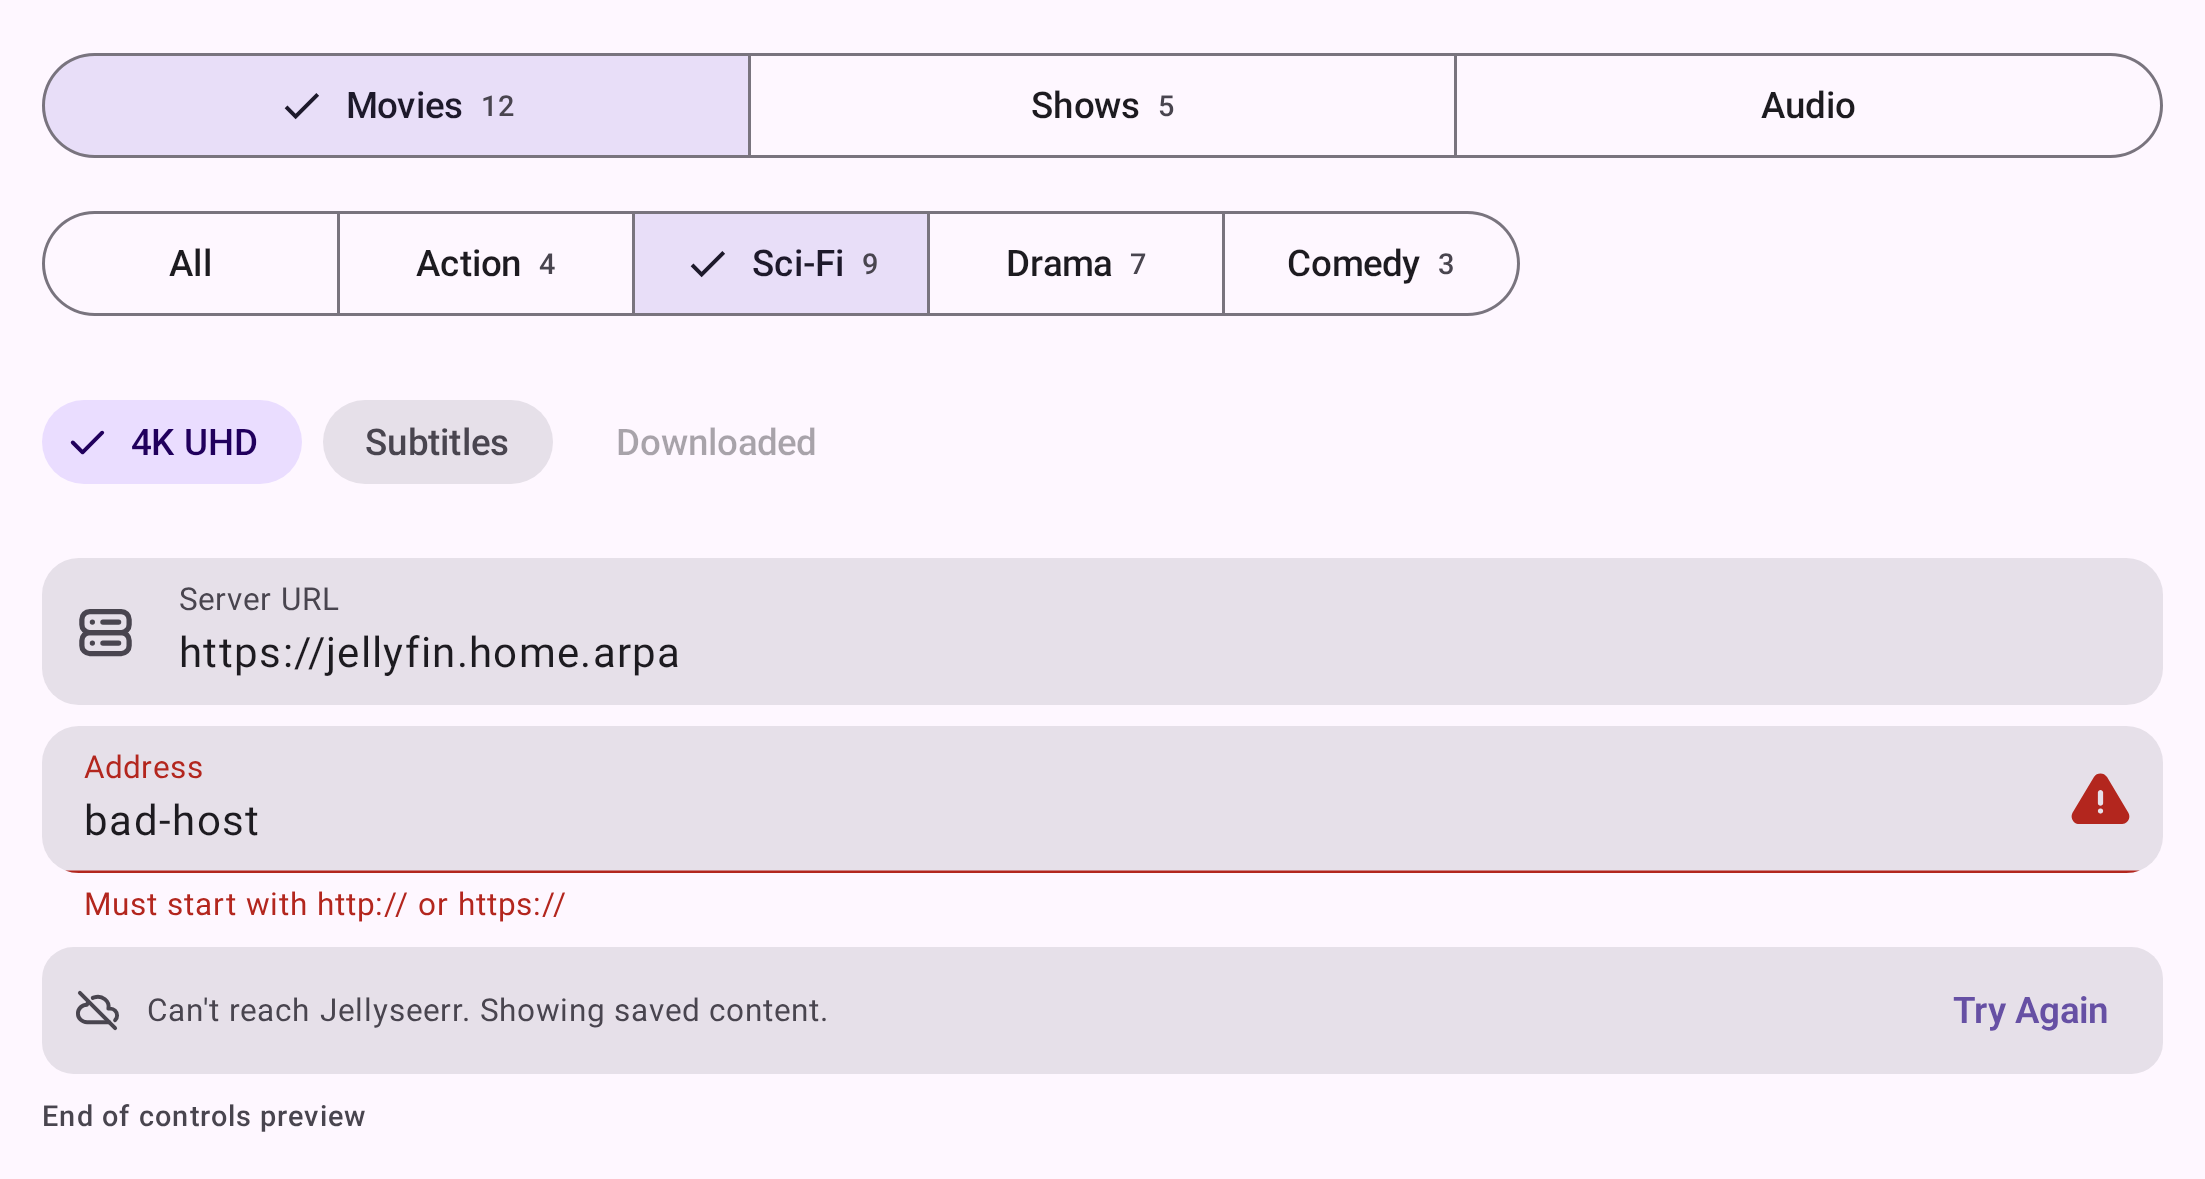 Movies 12 Shows 5 Audio
All Action 4 Sci-Fi 9 Drama 7 Comedy 3
4K UHD Subtitles Downloaded
Server URL
https://jellyfin.home.arpa
Address
bad-host
Must start with http:// or https://
Can't reach Jellyseerr. Showing saved content. Try Again
End of controls preview